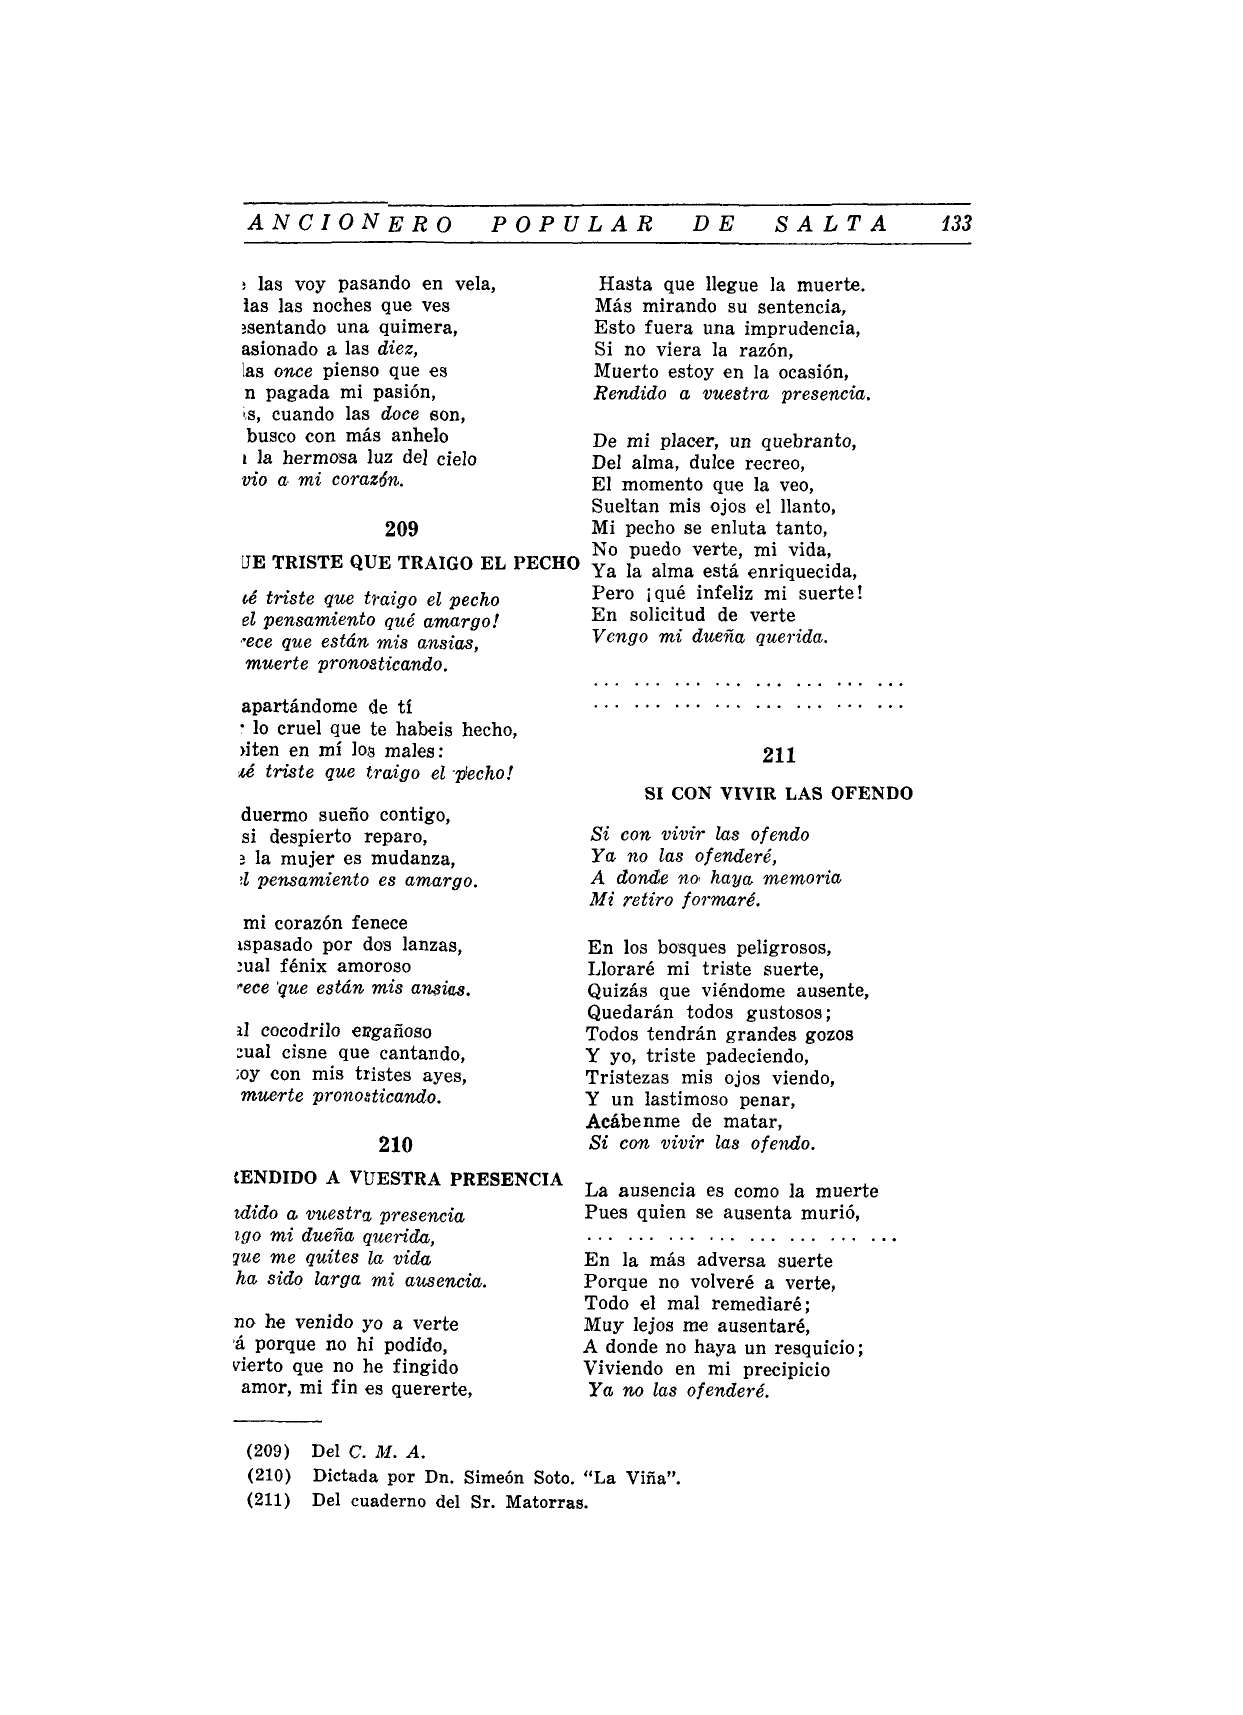 ANCIONERO POPULAR DE SALTA 133
las voy pasando en vela,
las las noches que ves
sentando una quimera,
asionado a las diez,
las once pienso que es
n pagada mi pasión,
s, cuando las doce son,
busco con más anhelo
la hermosa luz del cielo
vio a mi corazón.
209
UE TRISTE QUE TRAIGO EL PECHO
é triste que traigo el pecho
el pensamiento qué amargo!
ece que están mis ansias,
muerte pronosticando.
apartándome de tí
lo cruel que te habeis hecho,
iten en mí los males:
é triste que traigo el pecho!
duermo sueño contigo,
si despierto reparo,
la mujer es mudanza,
l pensamiento es amargo.
mi corazón fenece
spasado por dos lanzas,
cual fénix amoroso
rece que están mis ansias.
al cocodrilo engañoso
cual cisne que cantando,
oy con mis tristes ayes,
muerte pronosticando.
210
RENDIDO A VUESTRA PRESENCIA
dido a vuestra presencia
go mi dueña querida,
que me quites la vida
ha sido larga mi ausencia.
no he venido yo a verte
á porque no hi podido,
vierto que no he fingido
amor, mi fin es quererte,
Hasta que llegue la muerte.
Más mirando su sentencia,
Esto fuera una imprudencia,
Si no viera la razón,
Muerto estoy en la ocasión,
Rendido a vuestra presencia.
De mi placer, un quebranto,
Del alma, dulce recreo,
El momento que la veo,
Sueltan mis ojos el llanto,
Mi pecho se enluta tanto,
No puedo verte, mi vida,
Ya la alma está enriquecida,
Pero ¡qué infeliz mi suerte!
En solicitud de verte
Vengo mi dueña querida.
... ... ... ... ... ... ... ...
... ... ... ... ... ... ... ...
211
SI CON VIVIR LAS OFENDO
Si con vivir las ofendo
Ya no las ofenderé,
A donde no haya memoria
Mi retiro formaré.
En los bosques peligrosos,
Lloraré mi triste suerte,
Quizás que viéndome ausente,
Quedarán todos gustosos;
Todos tendrán grandes gozos
Y yo, triste padeciendo,
Tristezas mis ojos viendo,
Y un lastimoso penar,
Acábenme de matar,
Si con vivir las ofendo.
La ausencia es como la muerte
Pues quien se ausenta murió,
... ... ... ... ... ... ... ...
En la más adversa suerte
Porque no volveré a verte,
Todo el mal remediaré;
Muy lejos me ausentaré,
A donde no haya un resquicio;
Viviendo en mi precipicio
Ya no las ofenderé.
(209) Del C. M. A.
(210) Dictada por Dn. Simeón Soto. “La Viña”.
(211) Del cuaderno del Sr. Matorras.